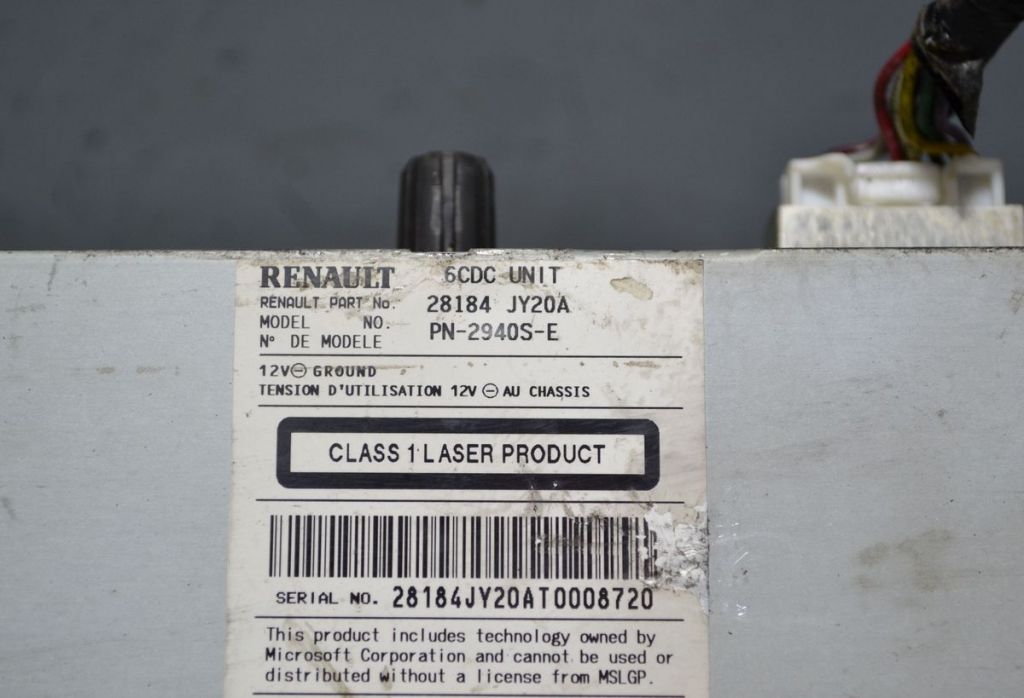 RENAULT 6CDC UNIT
RENAULT PART No. 28184 JY20A
MODEL NO. PN-2940S-E
N° DE MODELE
12V⊖ GROUND
TENSION D'UTILISATION 12V ⊖ AU CHASSIS
CLASS 1 LASER PRODUCT
SERIAL NO. 28184JY20AT0008720
This product includes technology owned by
Microsoft Corporation and cannot be used or
distributed without a license from MSLGP.